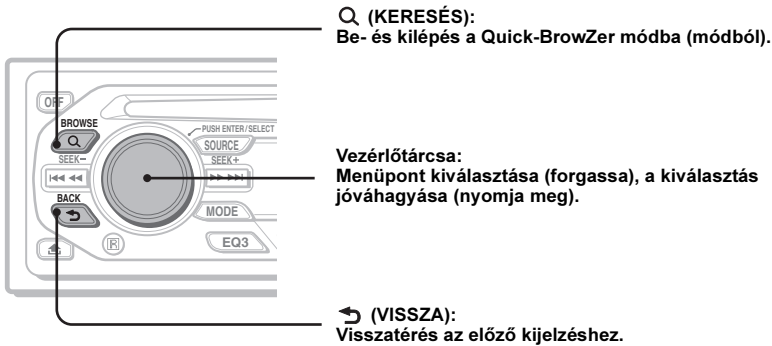 (KERESÉS):
Be- és kilépés a Quick-BrowZer módba (módból).
OFF
BROWSE
PUSH ENTER/SELECT
SOURCE
SEEK–
SEEK+
Vezérlőtárcsa:
Menüpont kiválasztása (forgassa), a kiválasztás
jóváhagyása (nyomja meg).
BACK
MODE
R
EQ3
(VISSZA):
Visszatérés az előző kijelzéshez.